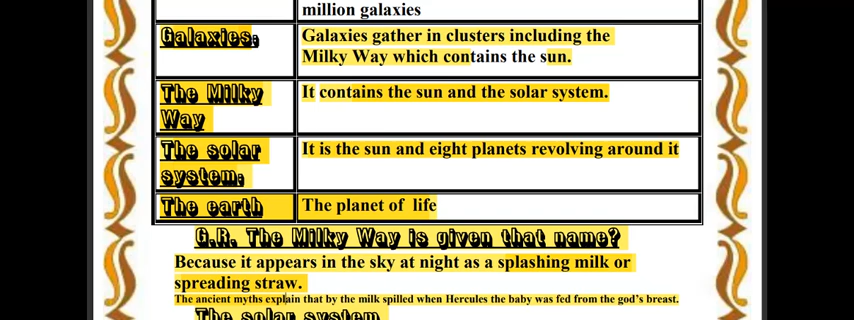 million galaxies
Galaxies:
Galaxies gather in clusters including the
Milky Way which contains the sun.
The Milky
Way
It contains the sun and the solar system.
The solar
system:
It is the sun and eight planets revolving around it
The earth
The planet of life
G.R. The Milky Way is given that name?
Because it appears in the sky at night as a splashing milk or
spreading straw.
The ancient myths explain that by the milk spilled when Hercules the baby was fed from the god's breast.
The solar system